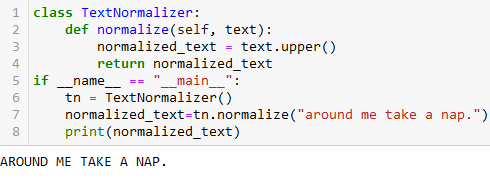 1 class TextNormalizer:
2     def normalize(self, text):
3         normalized_text = text.upper()
4         return normalized_text
5 if __name__ == "__main__":
6     tn = TextNormalizer()
7     normalized_text=tn.normalize("around me take a nap.")
8     print(normalized_text)
AROUND ME TAKE A NAP.